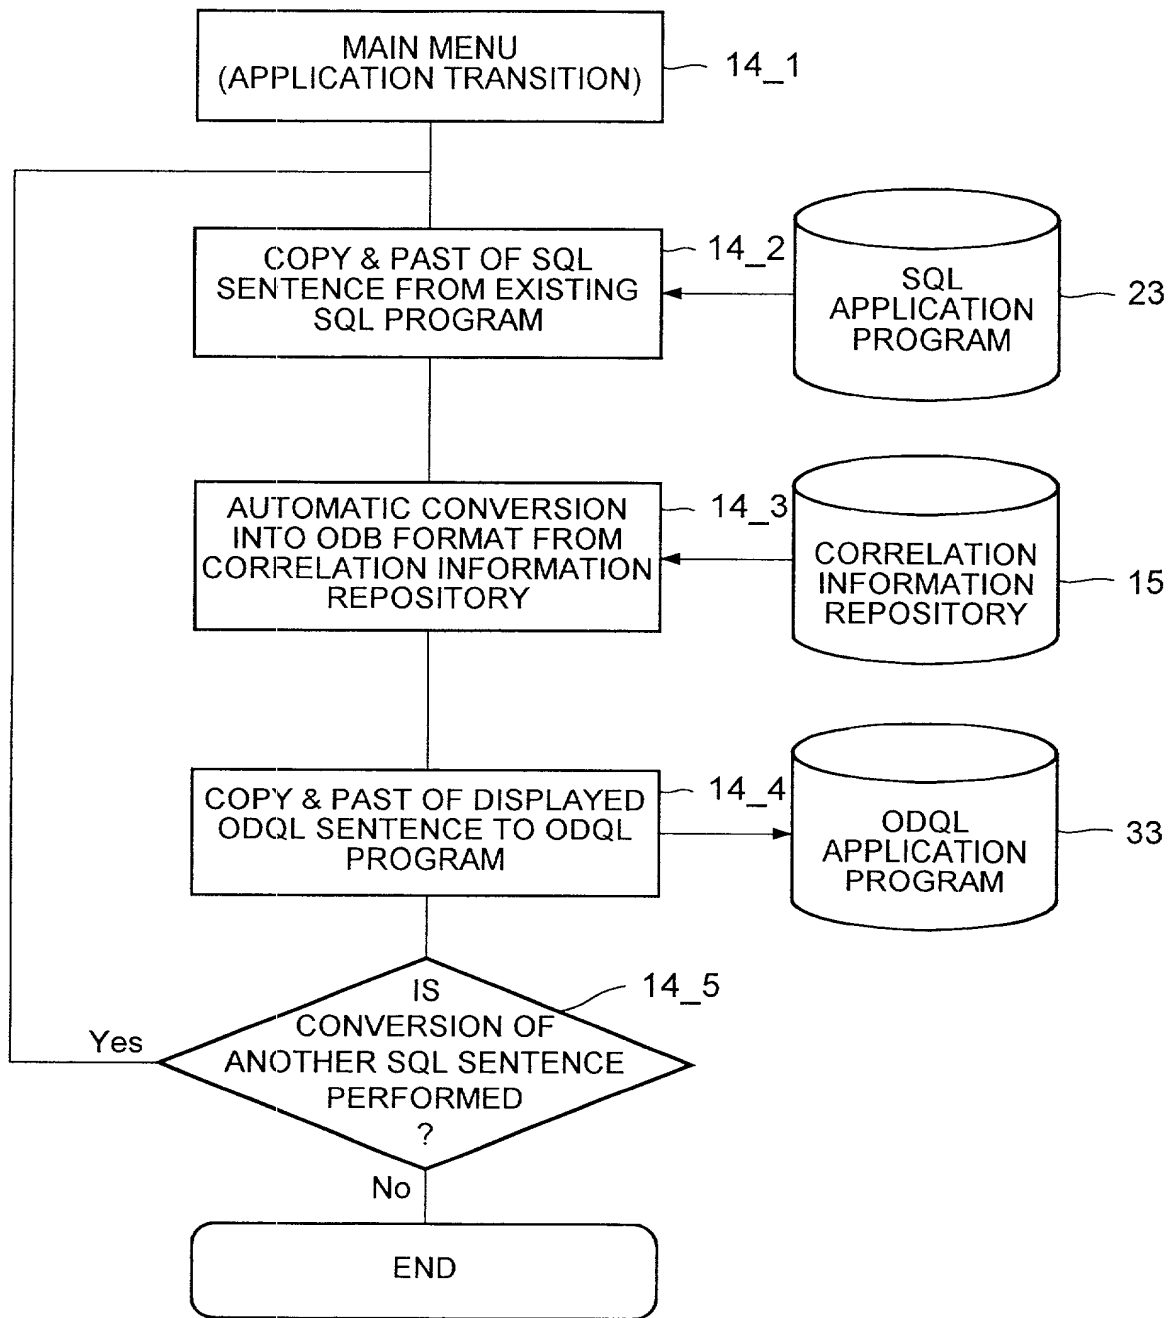 MAIN MENU
(APPLICATION TRANSITION)
14_1
COPY & PAST OF SQL
SENTENCE FROM EXISTING
SQL PROGRAM
14_2
SQL
APPLICATION
PROGRAM
23
AUTOMATIC CONVERSION
INTO ODB FORMAT FROM
CORRELATION INFORMATION
REPOSITORY
14_3
CORRELATION
INFORMATION
REPOSITORY
15
COPY & PAST OF DISPLAYED
ODQL SENTENCE TO ODQL
PROGRAM
14_4
ODQL
APPLICATION
PROGRAM
33
IS
CONVERSION OF
ANOTHER SQL SENTENCE
PERFORMED
?
14_5
Yes
No
END